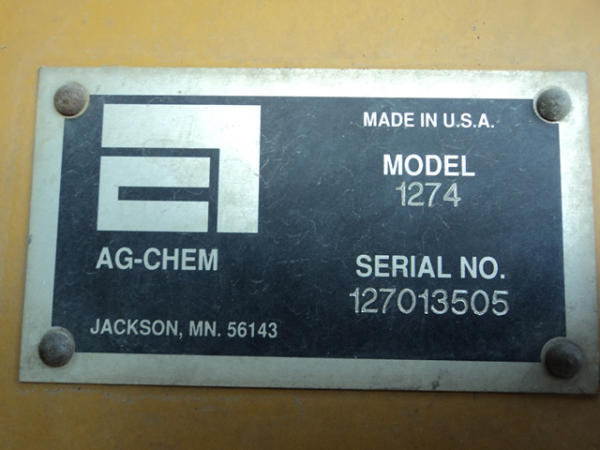 MADE IN U.S.A.
MODEL
1274
AG-CHEM
SERIAL NO.
127013505
JACKSON, MN. 56143